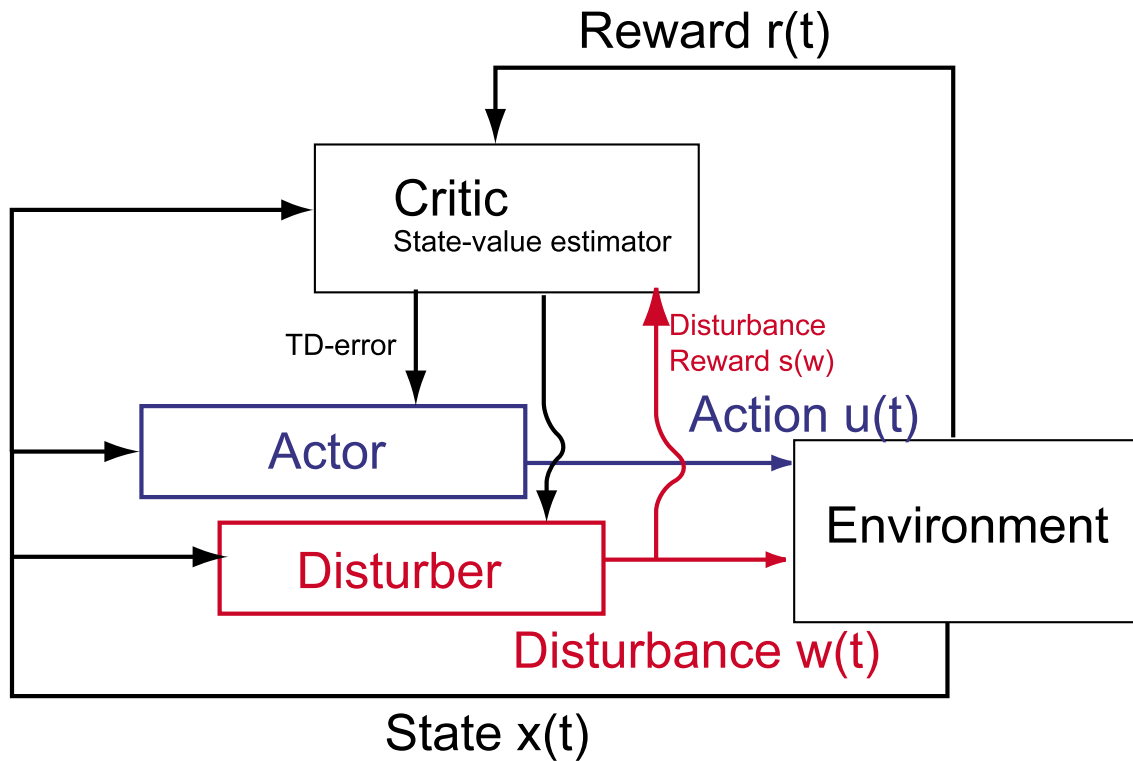 Reward r(t)
Critic
State-value estimator
TD-error
Disturbance
Reward s(w)
Action u(t)
Actor
Environment
Disturber
Disturbance w(t)
State x(t)